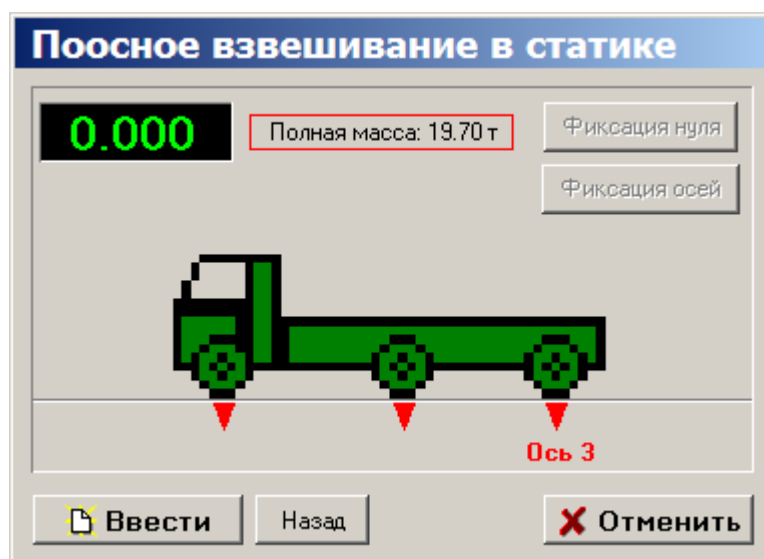 Поосное взвешивание в статике
0.000
Полная масса: 19.70 т
Фиксация нуля
Фиксация осей
Ось 3
Ввести
Назад
Отменить